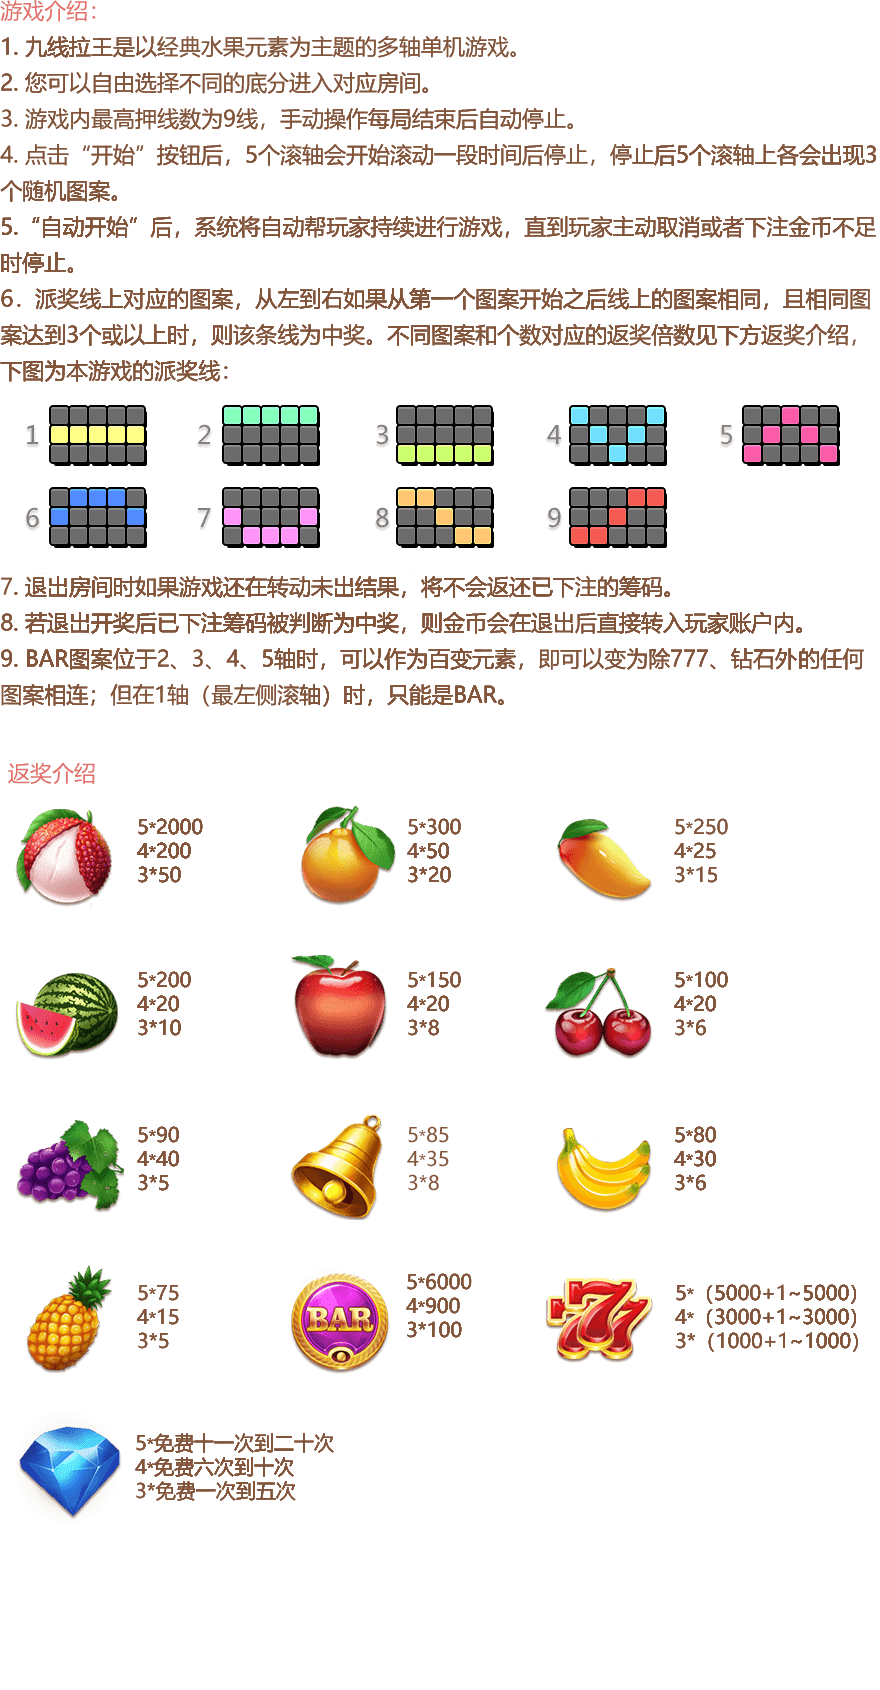 游戏介绍：
1. 九线拉王是以经典水果元素为主题的多轴单机游戏。
2. 您可以自由选择不同的底分进入对应房间。
3. 游戏内最高押线数为9线，手动操作每局结束后自动停止。
4. 点击“开始”按钮后，5个滚轴会开始滚动一段时间后停止，停止后5个滚轴上各会出现3
个随机图案。
5.“自动开始”后，系统将自动帮玩家持续进行游戏，直到玩家主动取消或者下注金币不足
时停止。
6．派奖线上对应的图案，从左到右如果从第一个图案开始之后线上的图案相同，且相同图
案达到3个或以上时，则该条线为中奖。不同图案和个数对应的返奖倍数见下方返奖介绍，
下图为本游戏的派奖线：
1 2 3 4 5
6 7 8 9
7. 退出房间时如果游戏还在转动未出结果，将不会返还已下注的筹码。
8. 若退出开奖后已下注筹码被判断为中奖，则金币会在退出后直接转入玩家账户内。
9. BAR图案位于2、3、4、5轴时，可以作为百变元素，即可以变为除777、钻石外的任何
图案相连；但在1轴（最左侧滚轴）时，只能是BAR。
返奖介绍
5*2000
4*200
3*50
5*300
4*50
3*20
5*250
4*25
3*15
5*200
4*20
3*10
5*150
4*20
3*8
5*100
4*20
3*6
5*90
4*40
3*5
5*85
4*35
3*8
5*80
4*30
3*6
5*75
4*15
3*5
BAR
5*6000
4*900
3*100
777
5*（5000+1~5000）
4*（3000+1~3000）
3*（1000+1~1000）
5*免费十一次到二十次
4*免费六次到十次
3*免费一次到五次